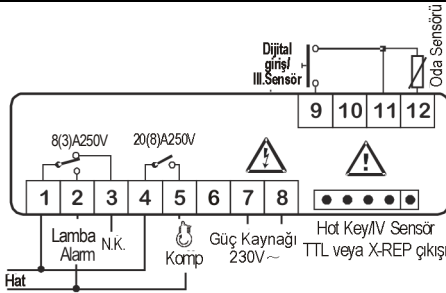 Dijital
giriş/
III.Sensör
Oda Sensörü
9 10 11 12
8(3)A250V
20(8)A250V
1 2 3 4 5 6 7 8
Lamba
Alarm
N.K.
Komp
Güç Kaynağı
230V~
Hot Key/IV Sensör
TTL veya X-REP çıkışı
Hat